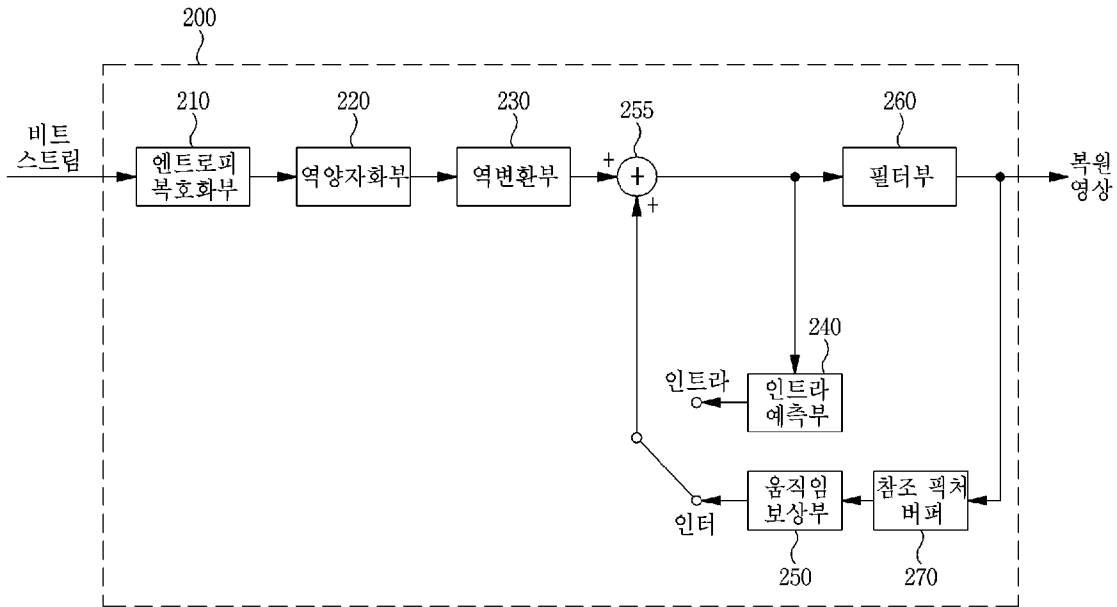 200
210
220
230
255
260
비트
스트림
엔트로피
복호화부
역양자화부
역변환부
+
+
+
필터부
복원
영상
240
인트라
인트라
예측부
인터
움직임
보상부
참조 픽처
버퍼
250
270